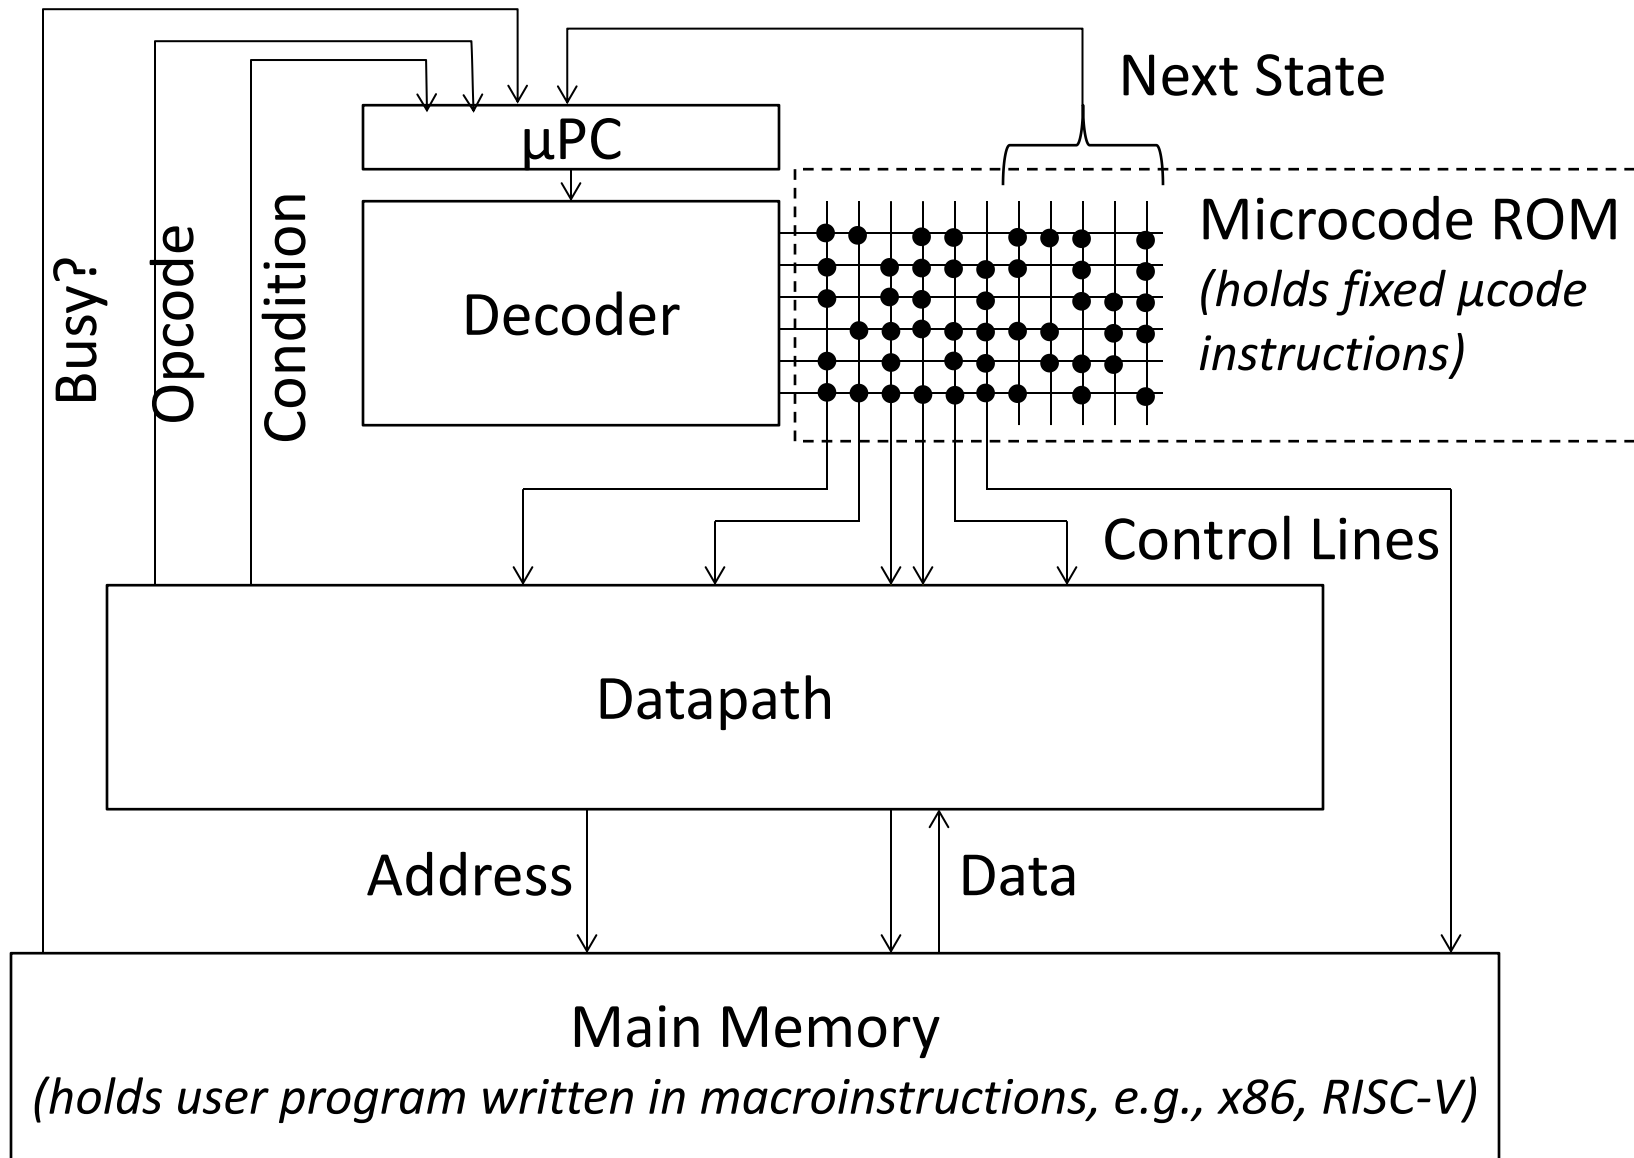 Next State
µPC
Microcode ROM
(holds fixed µcode
instructions)
Decoder
Busy?
Opcode
Condition
Control Lines
Datapath
Address
Data
Main Memory
(holds user program written in macroinstructions, e.g., x86, RISC-V)